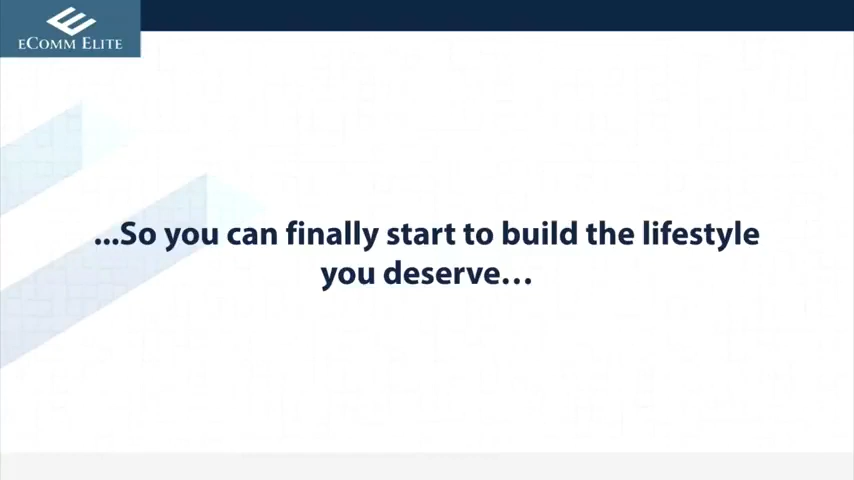 eComm Elite
...So you can finally start to build the lifestyle
you deserve...